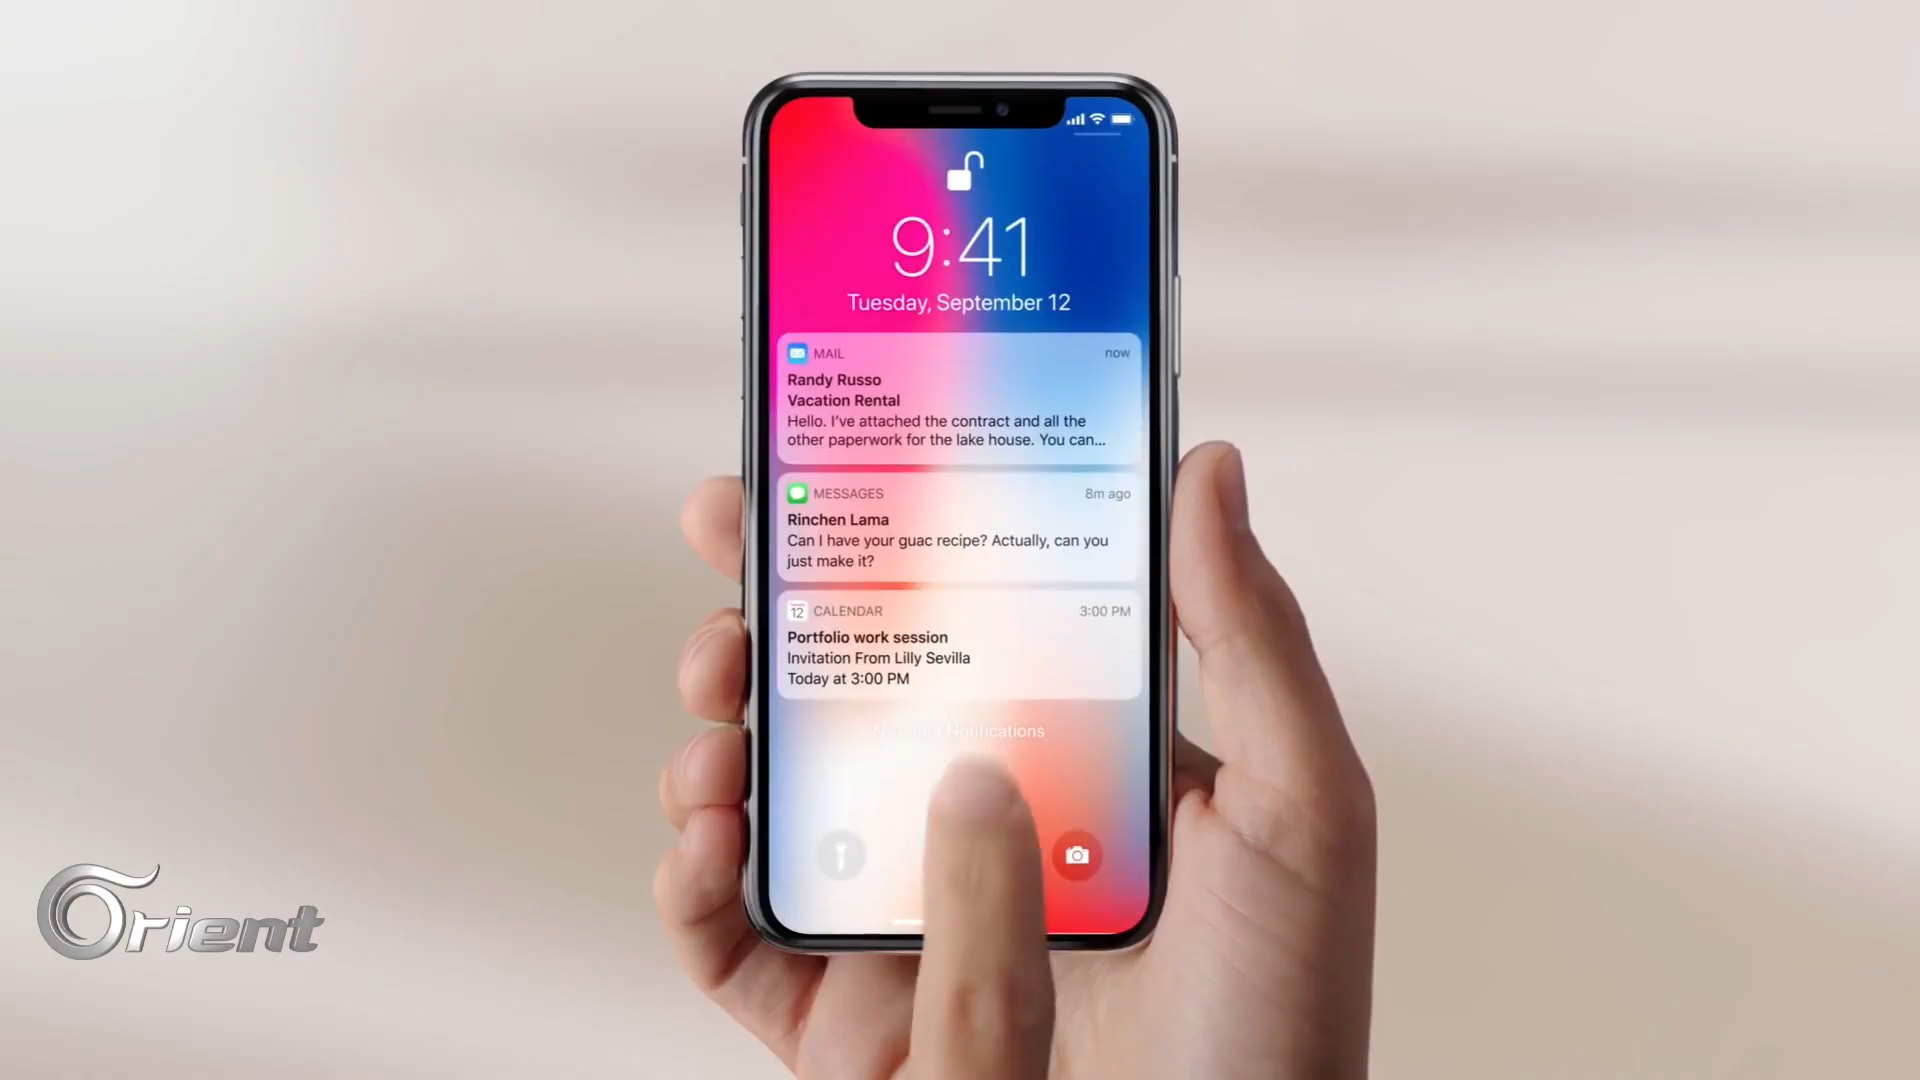 9:41
Tuesday, September 12
MAIL now
Randy Russo
Vacation Rental
Hello. I've attached the contract and all the
other paperwork for the lake house. You can...
MESSAGES 8m ago
Rinchen Lama
Can I have your guac recipe? Actually, can you
just make it?
12 CALENDAR 3:00 PM
Portfolio work session
Invitation From Lilly Sevilla
Today at 3:00 PM
Notifications
Orient